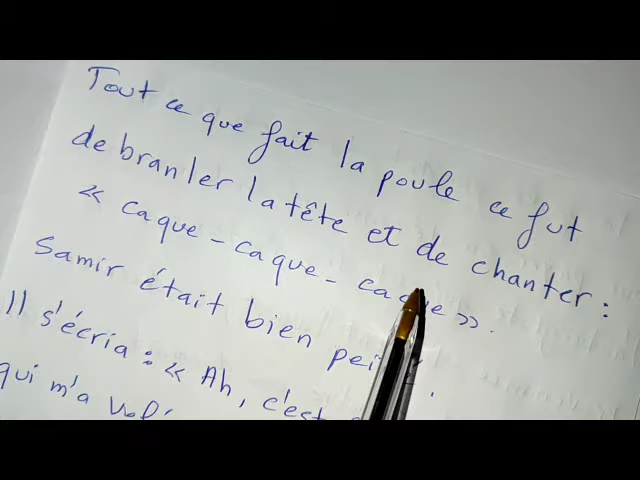 Tout ce que fait la poule ce fut
de branler la tête et de chanter :
« caque - caque - caque ».
Samir était bien
Il s'écria : « Ah, c'est
qui m'a